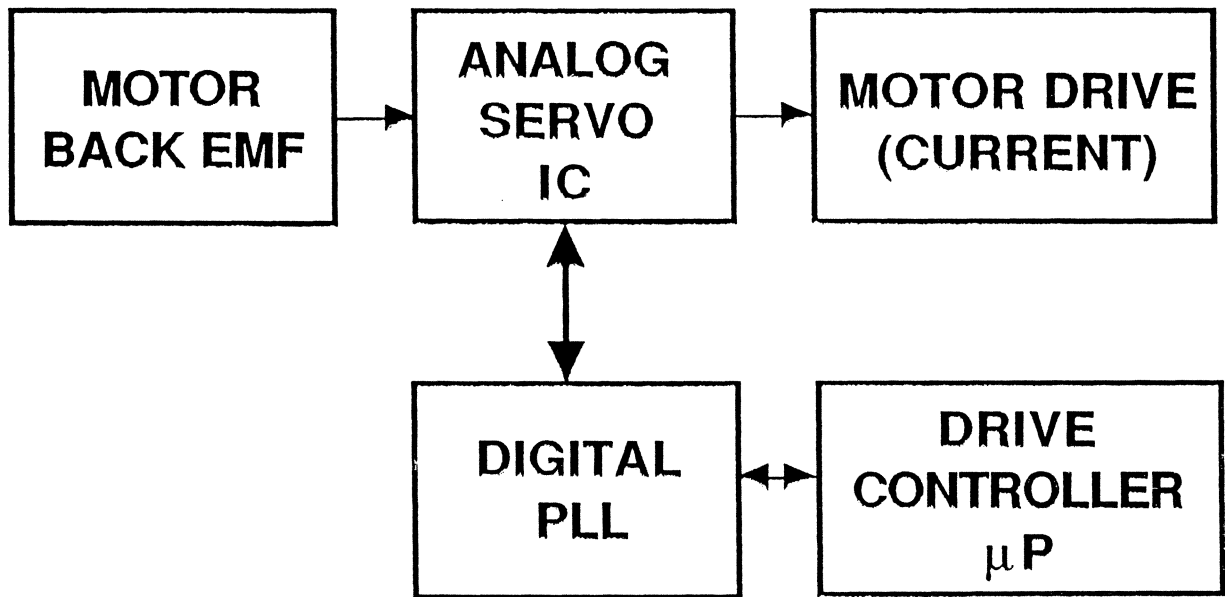 MOTOR
BACK EMF
ANALOG
SERVO
IC
MOTOR DRIVE
(CURRENT)
DIGITAL
PLL
DRIVE
CONTROLLER
μP